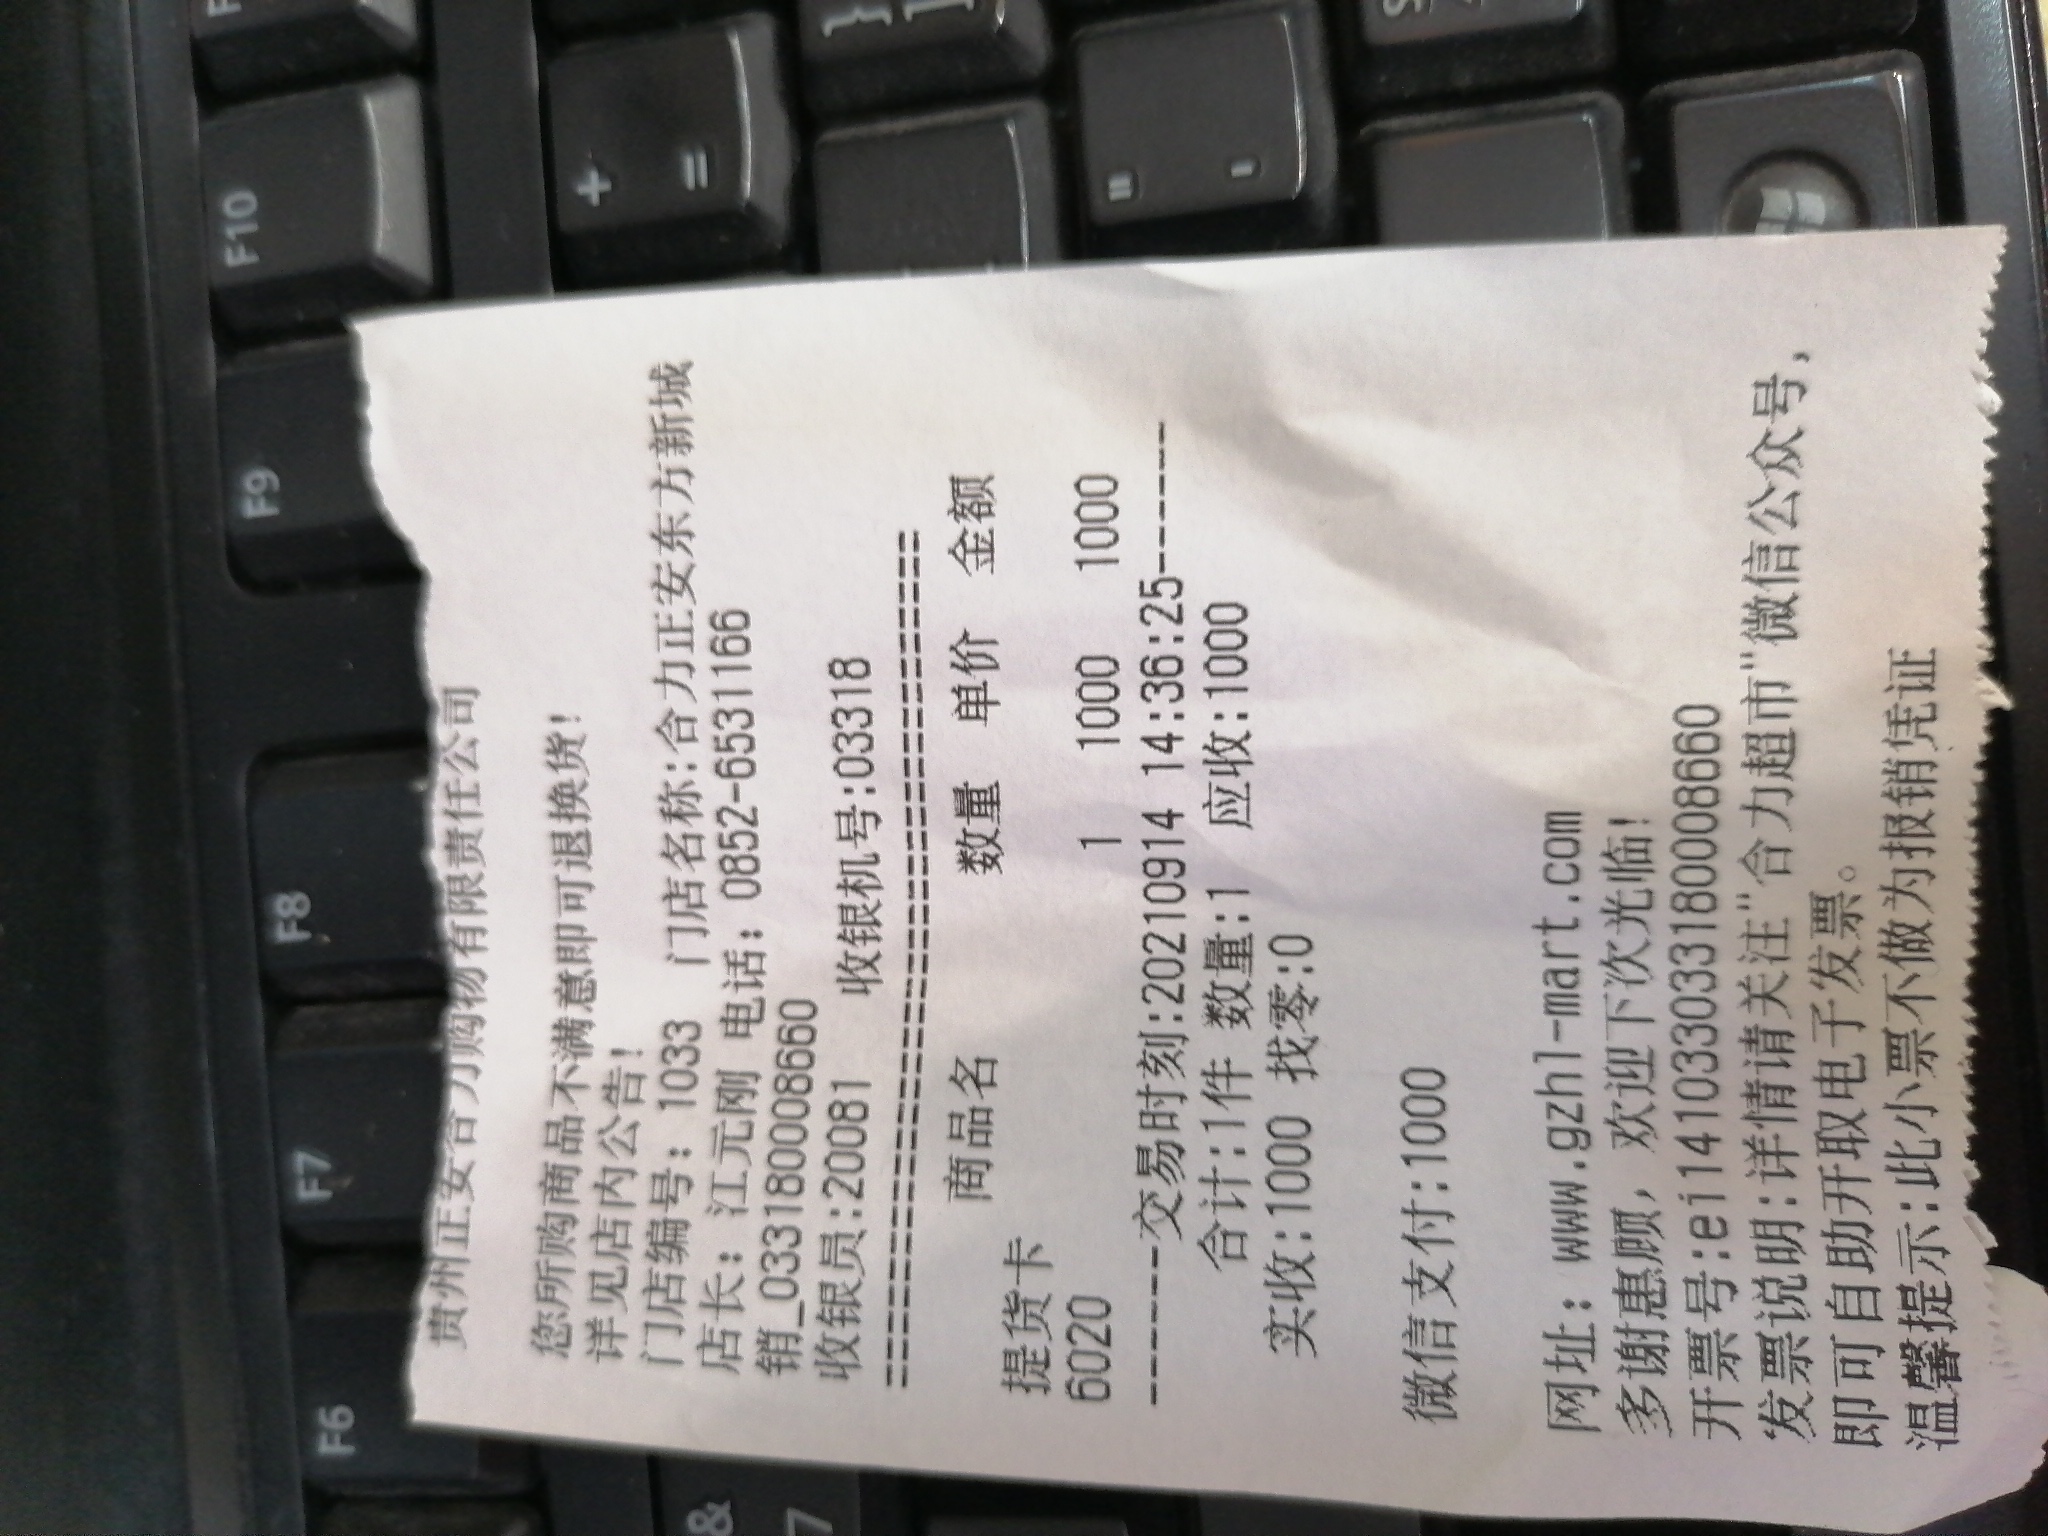 贵州正安合力购物有限责任公司
您所购商品不满意即可退换货!
详见店内公告!
门店编号: 1033 门店名称:合力正安东方新城
店长: 江元刚 电话: 0852-6531166
销_033180008660
收银员:20081 收银机号:03318
==========================================
商品名 数量 单价 金额
提货卡
6020 1 1000 1000
------交易时刻:20210914 14:36:25------
合计:1件 数量:1 应收:1000
实收:1000 找零:0
微信支付:1000
网址: www.gzhl-mart.com
多谢惠顾, 欢迎下次光临!
开票号:ei1410333033180008660
发票说明:详情请关注"合力超市"微信公众号,
即可自助开取电子发票。
温馨提示:此小票不做为报销凭证
F6
F7
F8
F9
F10
+
=
&
7